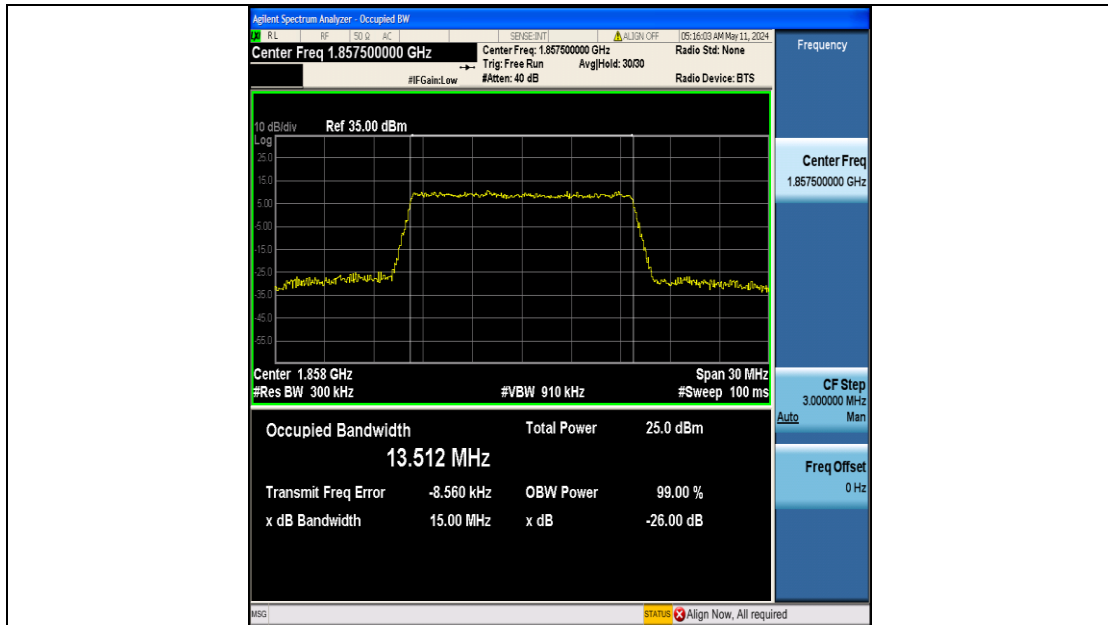 Agilent Spectrum Analyzer - Occupied BW
RL RF 50 Ω AC SENSE:INT ALIGN OFF 05:16:03 AM May 11, 2024
Center Freq 1.857500000 GHz
Center Freq: 1.857500000 GHz Radio Std: None
Trig: Free Run Avg|Hold: 30/30
#IFGain:Low #Atten: 40 dB Radio Device: BTS
10 dB/div Ref 35.00 dBm
Log
25.0
15.0
5.00
-5.00
-15.0
-25.0
-35.0
-45.0
-55.0
Center 1.858 GHz Span 30 MHz
#Res BW 300 kHz #VBW 910 kHz #Sweep 100 ms
Occupied Bandwidth Total Power 25.0 dBm
13.512 MHz
Transmit Freq Error -8.560 kHz OBW Power 99.00 %
x dB Bandwidth 15.00 MHz x dB -26.00 dB
Frequency
Center Freq
1.857500000 GHz
CF Step
3.000000 MHz
Auto Man
Freq Offset
0 Hz
MSG STATUS Align Now, All required